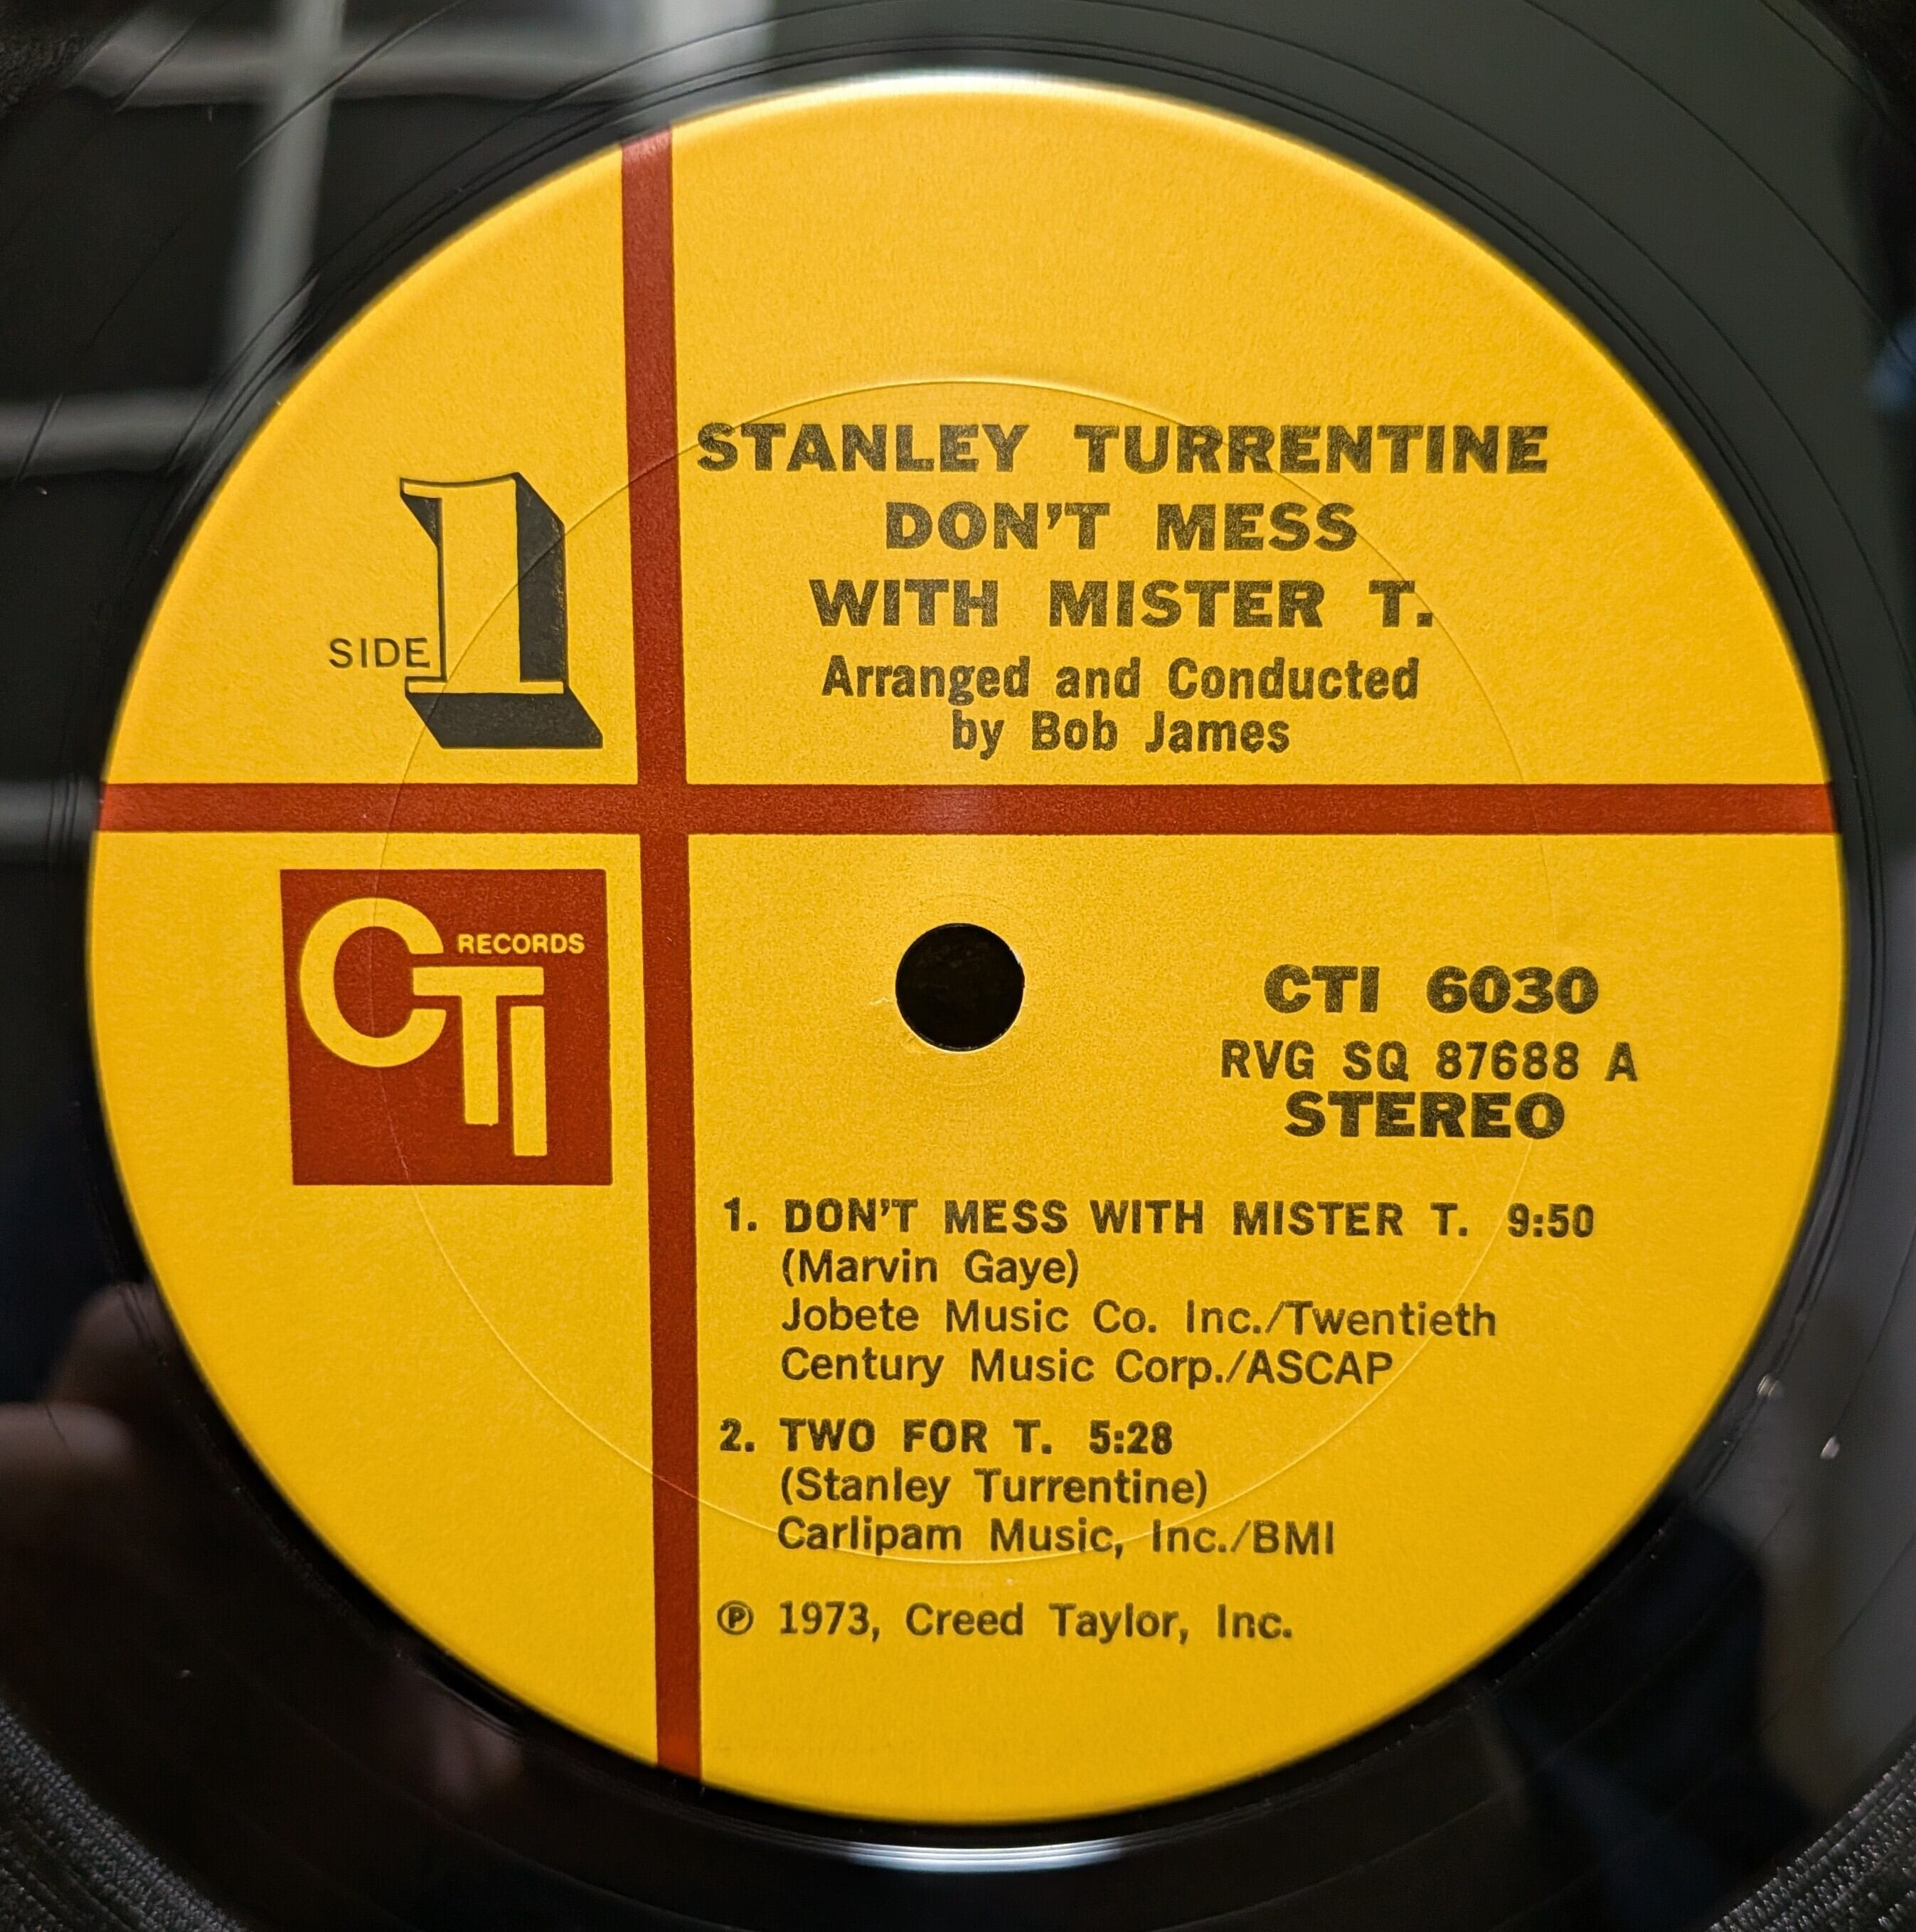 STANLEY TURRENTINE
DON'T MESS
WITH MISTER T.
Arranged and Conducted
by Bob James
SIDE 1
CTI RECORDS
CTI 6030
RVG SQ 87688 A
STEREO
1. DON'T MESS WITH MISTER T. 9:50
(Marvin Gaye)
Jobete Music Co. Inc./Twentieth
Century Music Corp./ASCAP
2. TWO FOR T. 5:28
(Stanley Turrentine)
Carlipam Music, Inc./BMI
℗ 1973, Creed Taylor, Inc.